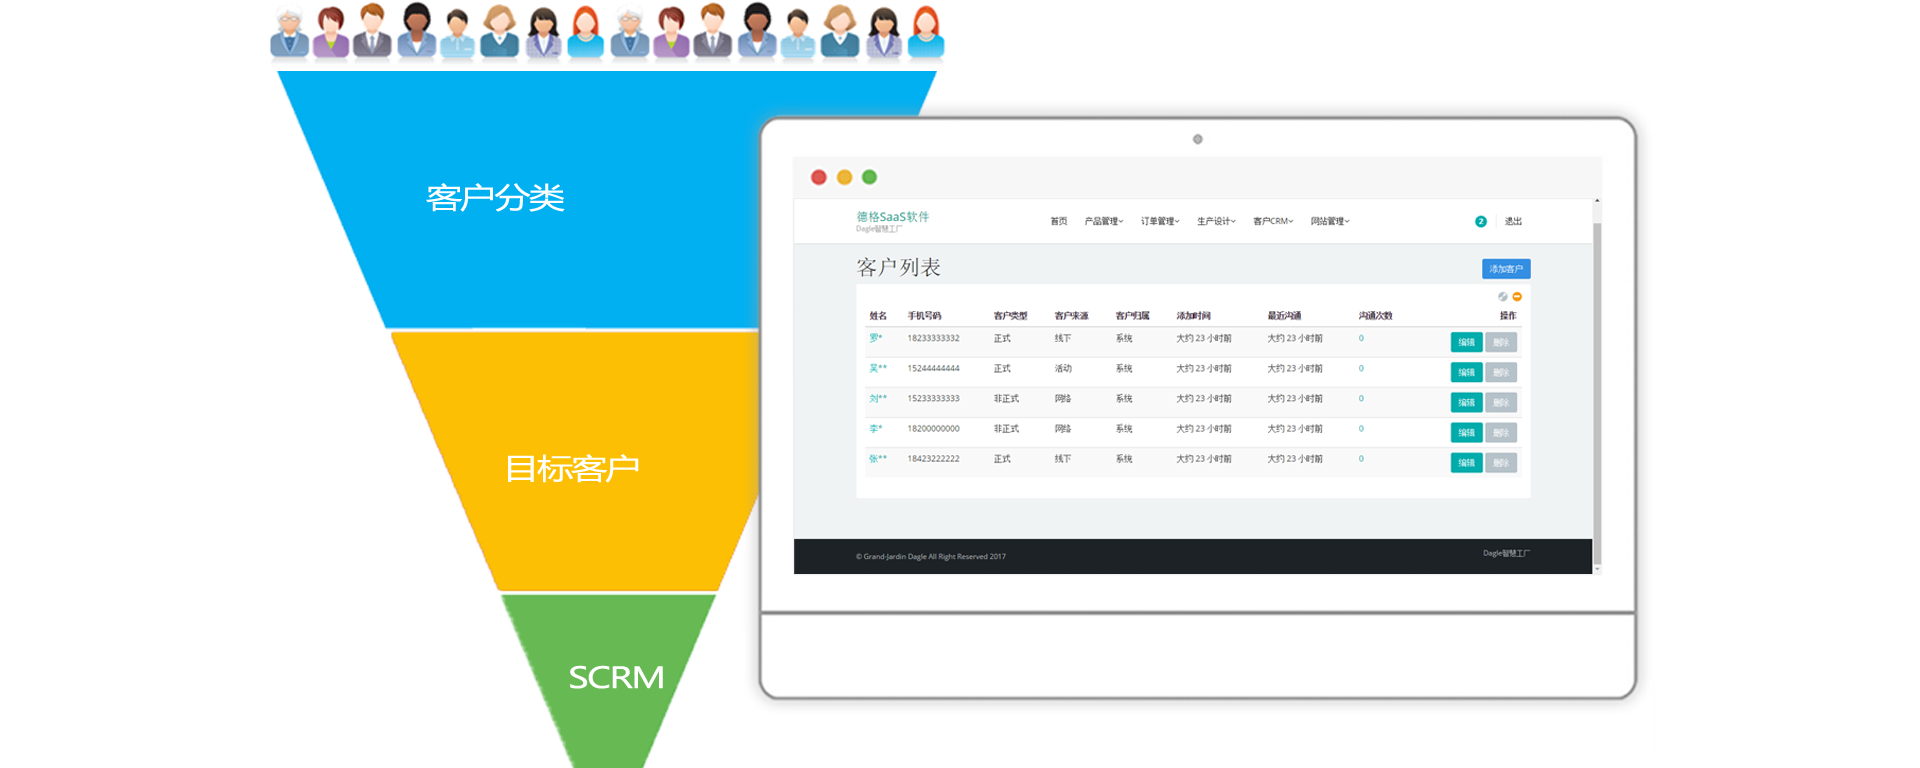 客户分类
目标客户
SCRM
德格SaaS软件
Dagle智慧工厂
首页 产品管理 订单管理 生产设计 客户CRM 网站管理 2 退出
客户列表
添加客户
姓名 手机号码 客户类型 客户来源 客户归属 添加时间 最近沟通 沟通次数 操作
罗* 18233333332 正式 线下 系统 大约 23 小时前 大约 23 小时前 0 编辑 删除
吴** 15244444444 正式 活动 系统 大约 23 小时前 大约 23 小时前 0 编辑 删除
刘** 15233333333 非正式 网络 系统 大约 23 小时前 大约 23 小时前 0 编辑 删除
李* 18200000000 非正式 网络 系统 大约 23 小时前 大约 23 小时前 0 编辑 删除
张** 18423222222 正式 线下 系统 大约 23 小时前 大约 23 小时前 0 编辑 删除
© Grand-Jardin Dagle All Right Reserved 2017
Dagle智慧工厂